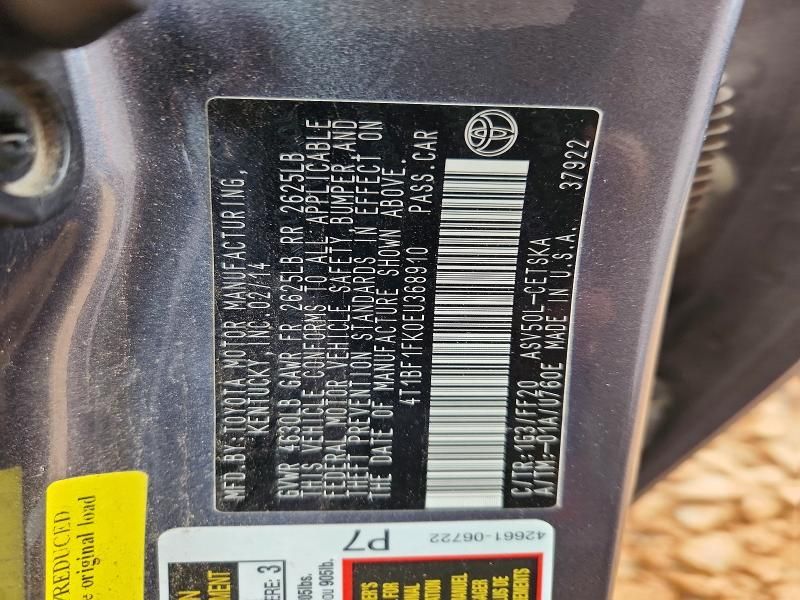 MFD. BY: TOYOTA MOTOR MANUFACTURING,
KENTUCKY, INC 02/14
GVWR 4630LB GAWR FR 2625LB RR 2625LB
THIS VEHICLE CONFORMS TO ALL APPLICABLE
FEDERAL MOTOR VEHICLE SAFETY, BUMPER, AND
THEFT PREVENTION STANDARDS IN EFFECT ON
THE DATE OF MANUFACTURE SHOWN ABOVE.
4T1BF1FK0EU368910 PASS.CAR
C/TR:1G3/FF20 ASV50L-CETSKA
A/TM:-01A/U760E MADE IN U.S.A. 37922
REDUCED
original load
P7
42661-06722
3